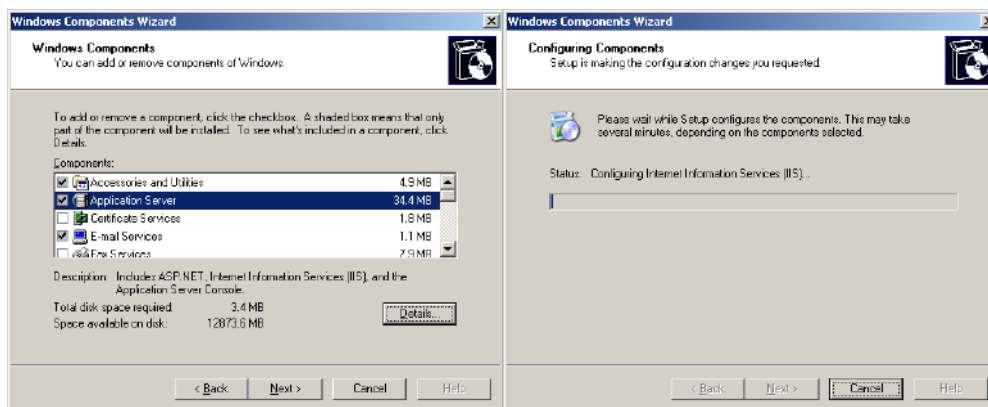 Windows Components Wizard
Windows Components
You can add or remove components of Windows.
To add or remove a component, click the checkbox. A shaded box means that only
part of the component will be installed. To see what's included in a component, click
Details.
Components:
Accessories and Utilities 4.9 MB
Application Server 34.4 MB
Certificate Services 1.8 MB
E-mail Services 1.1 MB
Fax Services 7.9 MB
Description: Includes ASP.NET, Internet Information Services (IIS), and the
Application Server Console.
Total disk space required: 3.4 MB
Space available on disk: 12873.6 MB
Details...
< Back Next > Cancel Help
Windows Components Wizard
Configuring Components
Setup is making the configuration changes you requested.
Please wait while Setup configures the components. This may take
several minutes, depending on the components selected.
Status: Configuring Internet Information Services (IIS)...
< Back Next > Cancel Help